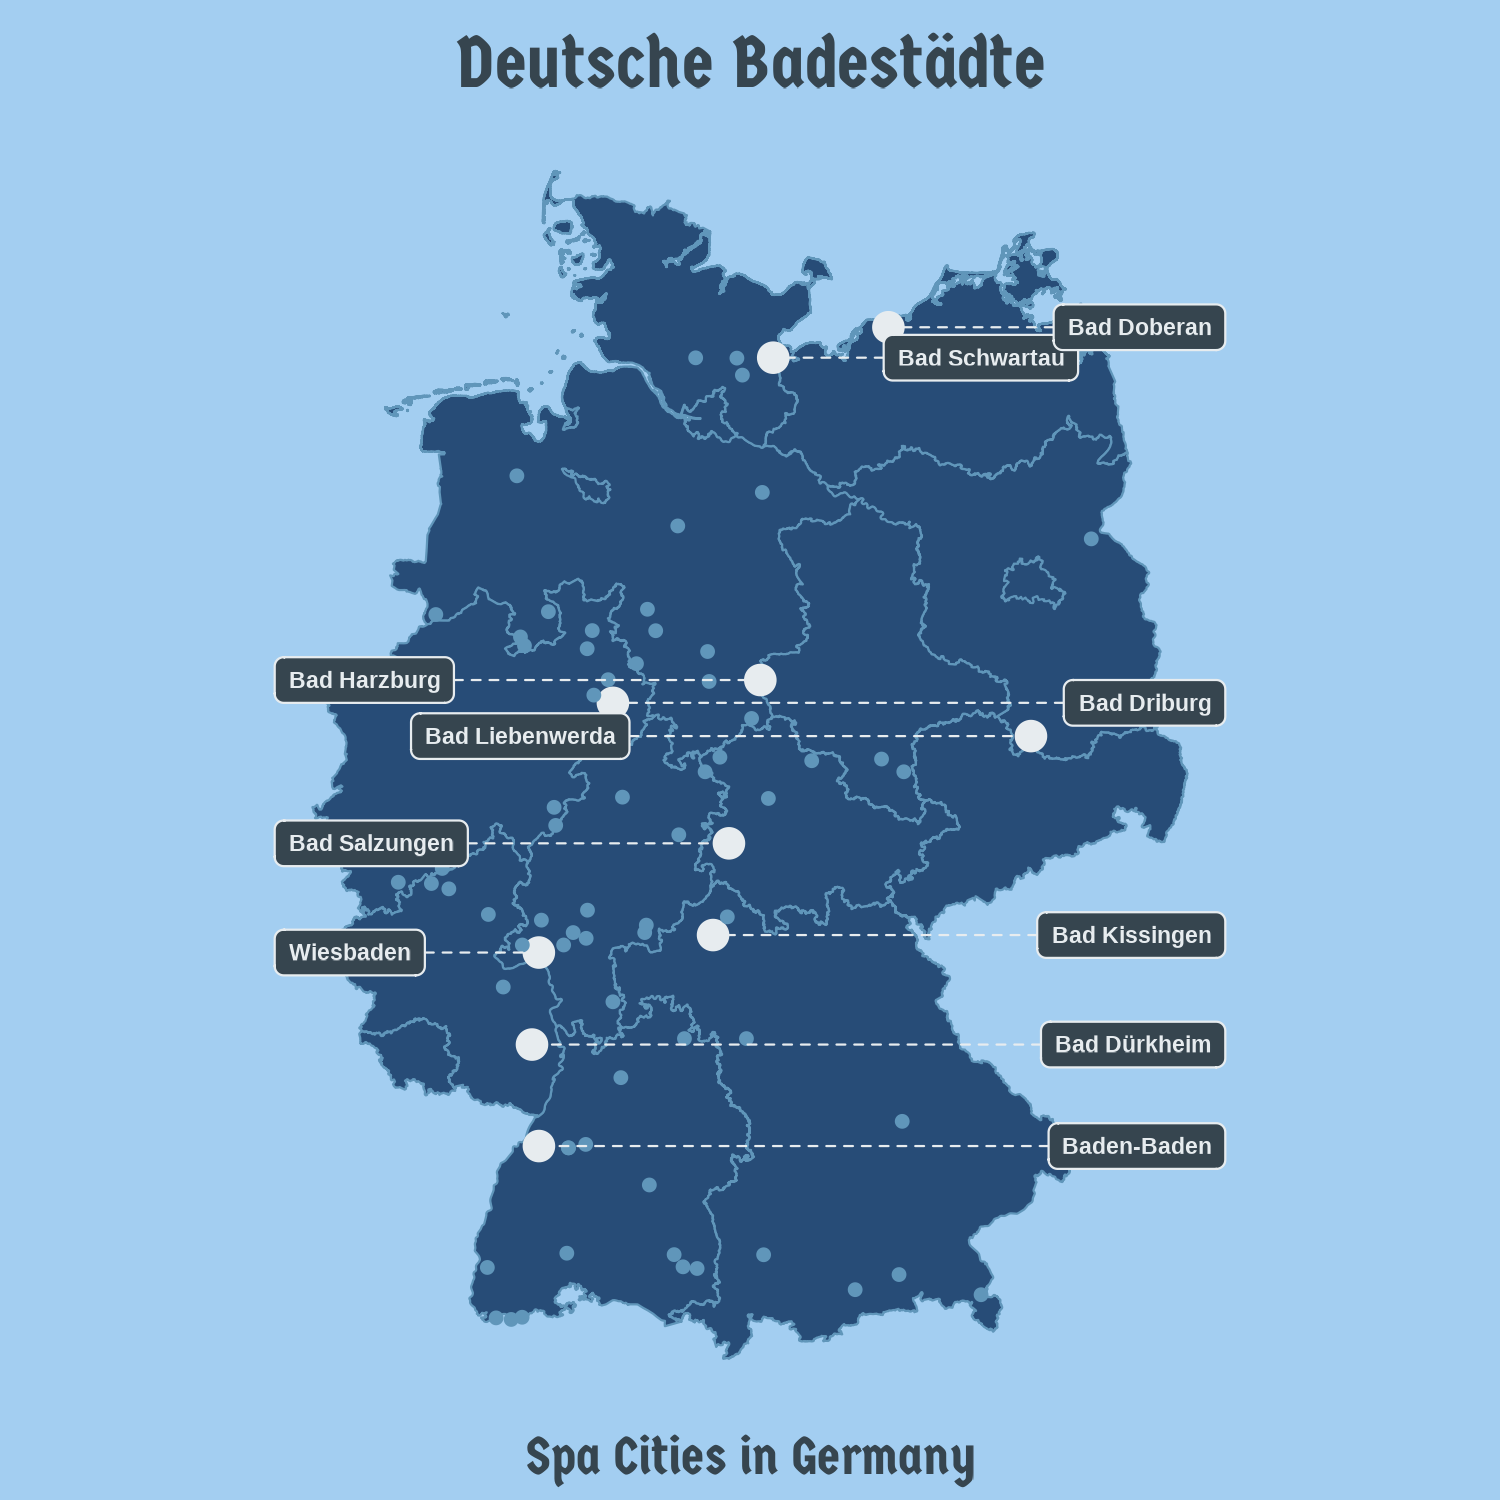 Deutsche Badestädte
Bad Doberan
Bad Schwartau
Bad Harzburg
Bad Driburg
Bad Liebenwerda
Bad Salzungen
Bad Kissingen
Wiesbaden
Bad Dürkheim
Baden-Baden
Spa Cities in Germany